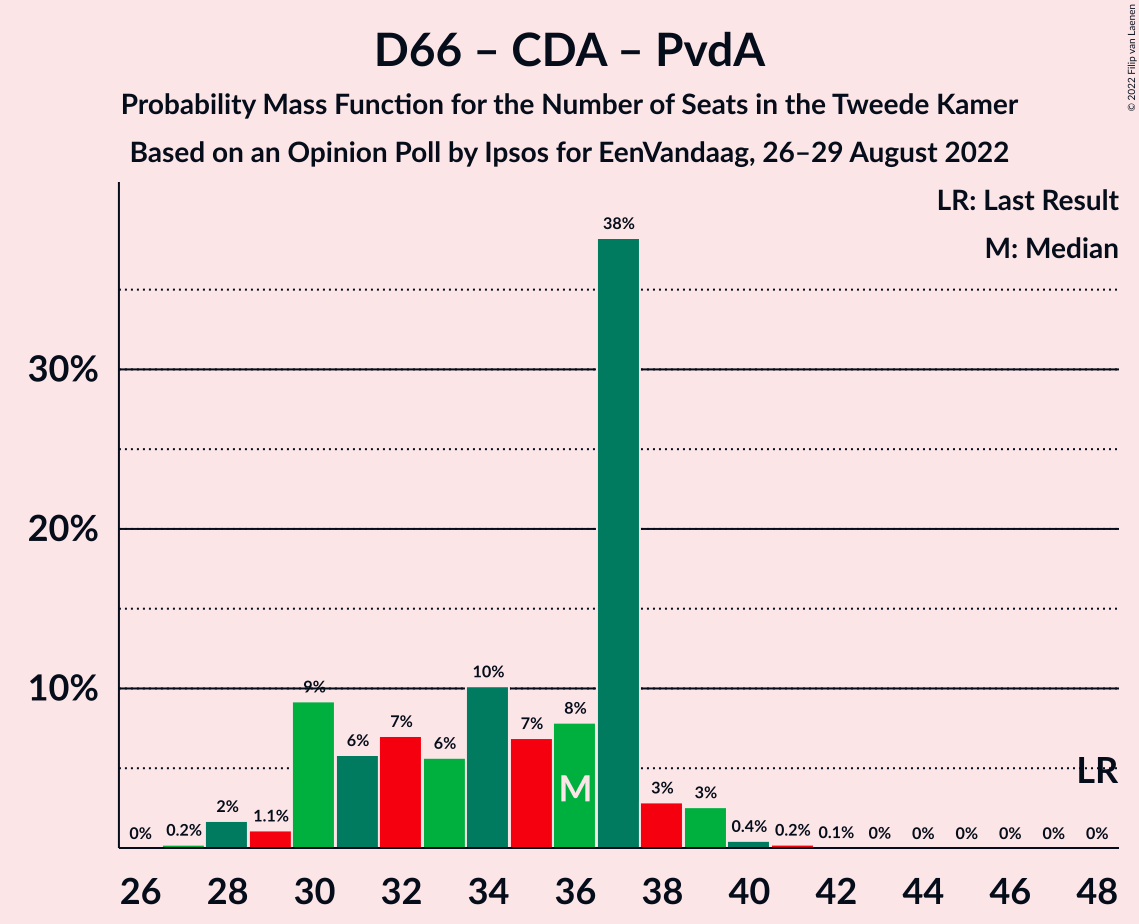 D66 – CDA – PvdA
Probability Mass Function for the Number of Seats in the Tweede Kamer
Based on an Opinion Poll by Ipsos for EenVandaag, 26–29 August 2022
© 2022 Filip van Laenen
LR: Last Result
M: Median
38%
30%
20%
10%
10%
9%
8%
7%
7%
6%
6%
M
LR
3%
3%
2%
1.1%
0% 0.2% 0.4% 0.2% 0.1% 0% 0% 0% 0% 0% 0%
26 28 30 32 34 36 38 40 42 44 46 48